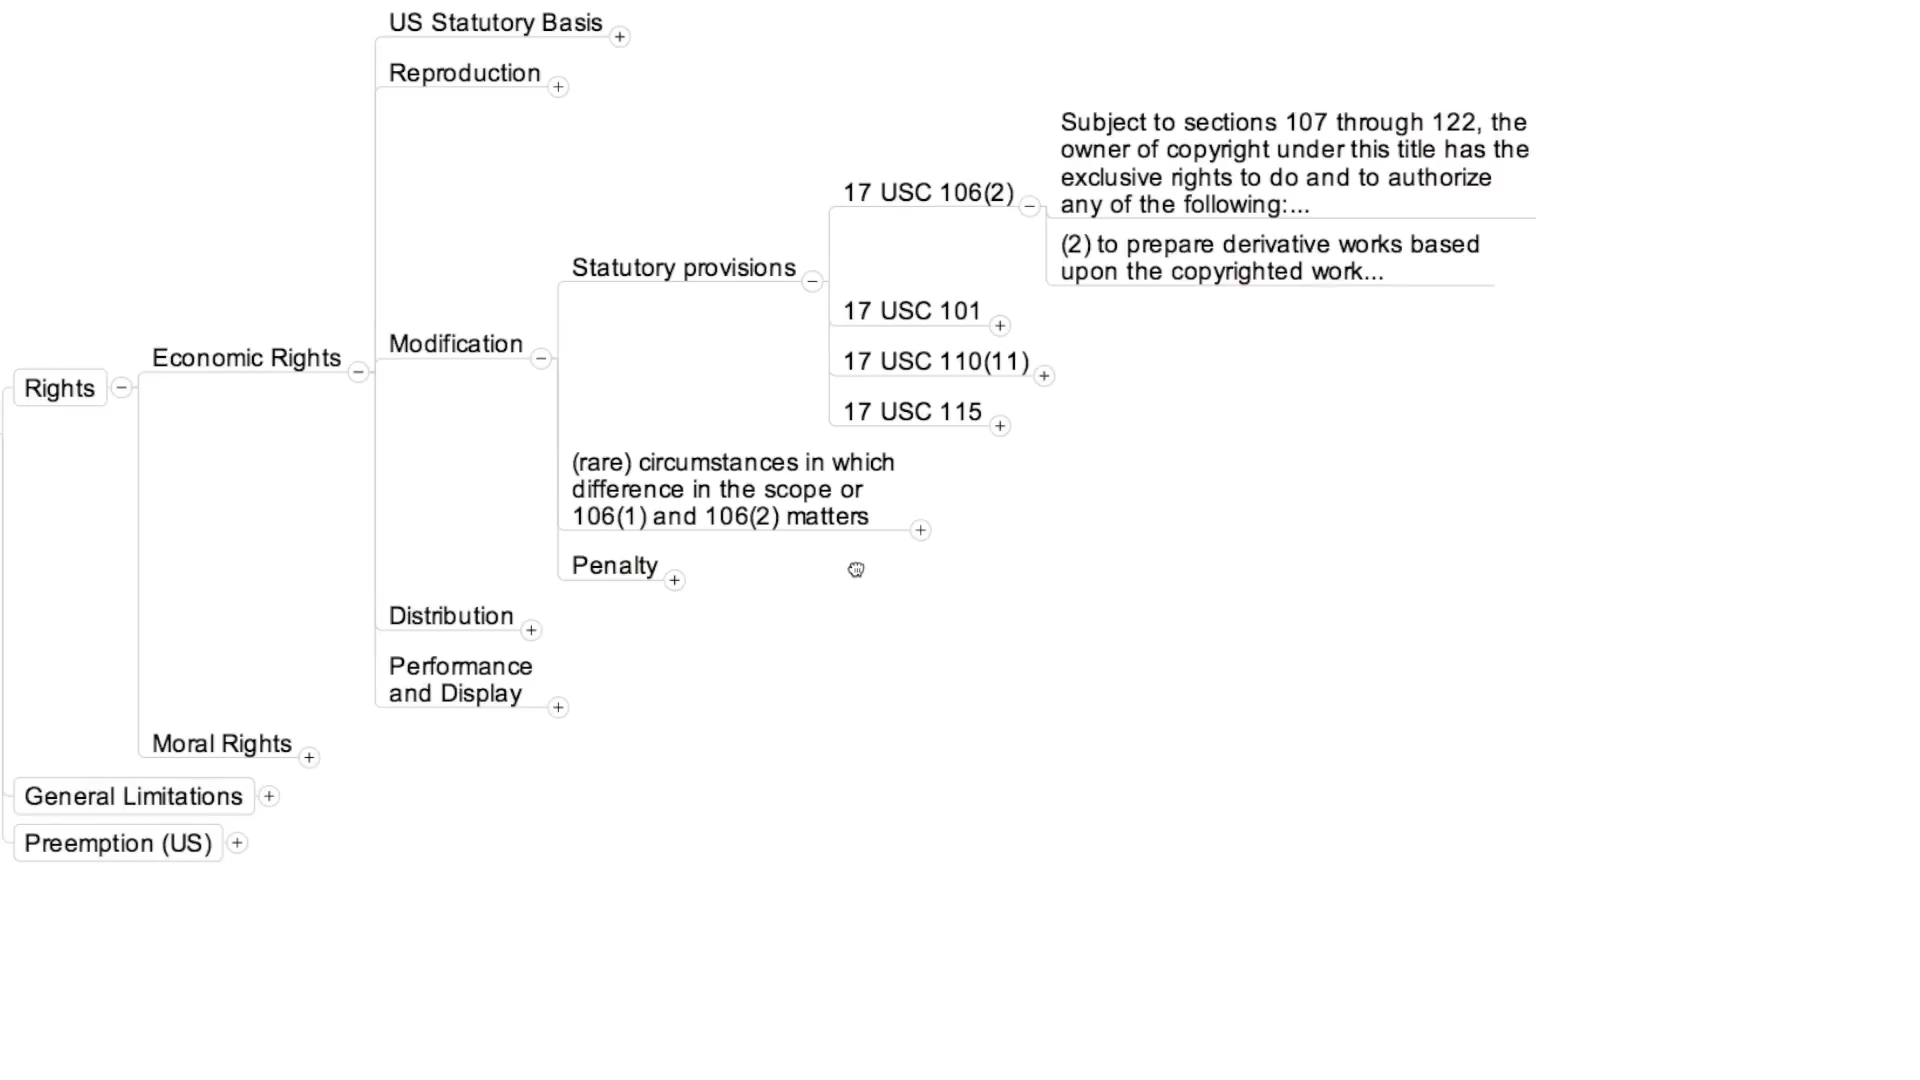 US Statutory Basis
Reproduction
Subject to sections 107 through 122, the
owner of copyright under this title has the
exclusive rights to do and to authorize
any of the following:...
17 USC 106(2)
(2) to prepare derivative works based
upon the copyrighted work...
Statutory provisions
17 USC 101
Modification
17 USC 110(11)
Economic Rights
Rights
17 USC 115
(rare) circumstances in which
difference in the scope or
106(1) and 106(2) matters
Penalty
Distribution
Performance
and Display
Moral Rights
General Limitations
Preemption (US)